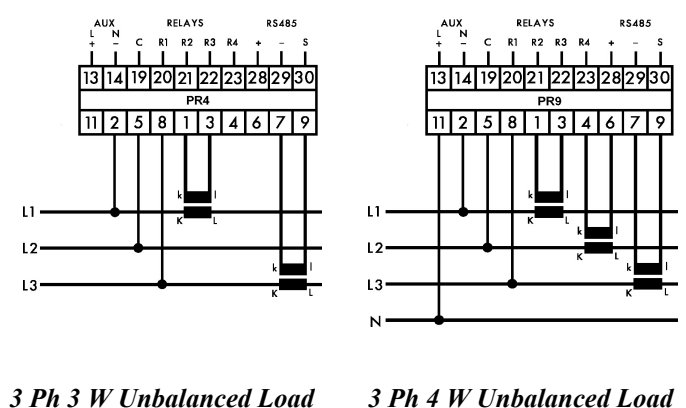 AUX RELAYS RS485
L N
+ − C R1 R2 R3 R4 + − S
13 14 19 20 21 22 23 28 29 30
PR4
11 2 5 8 1 3 4 6 7 9
k l
L1
K L
L2
k l
L3
K L
3 Ph 3 W Unbalanced Load
AUX RELAYS RS485
L N
+ − C R1 R2 R3 R4 + − S
13 14 19 20 21 22 23 28 29 30
PR9
11 2 5 8 1 3 4 6 7 9
k l
L1
K L
k l
L2
K L
k l
L3
K L
N
3 Ph 4 W Unbalanced Load